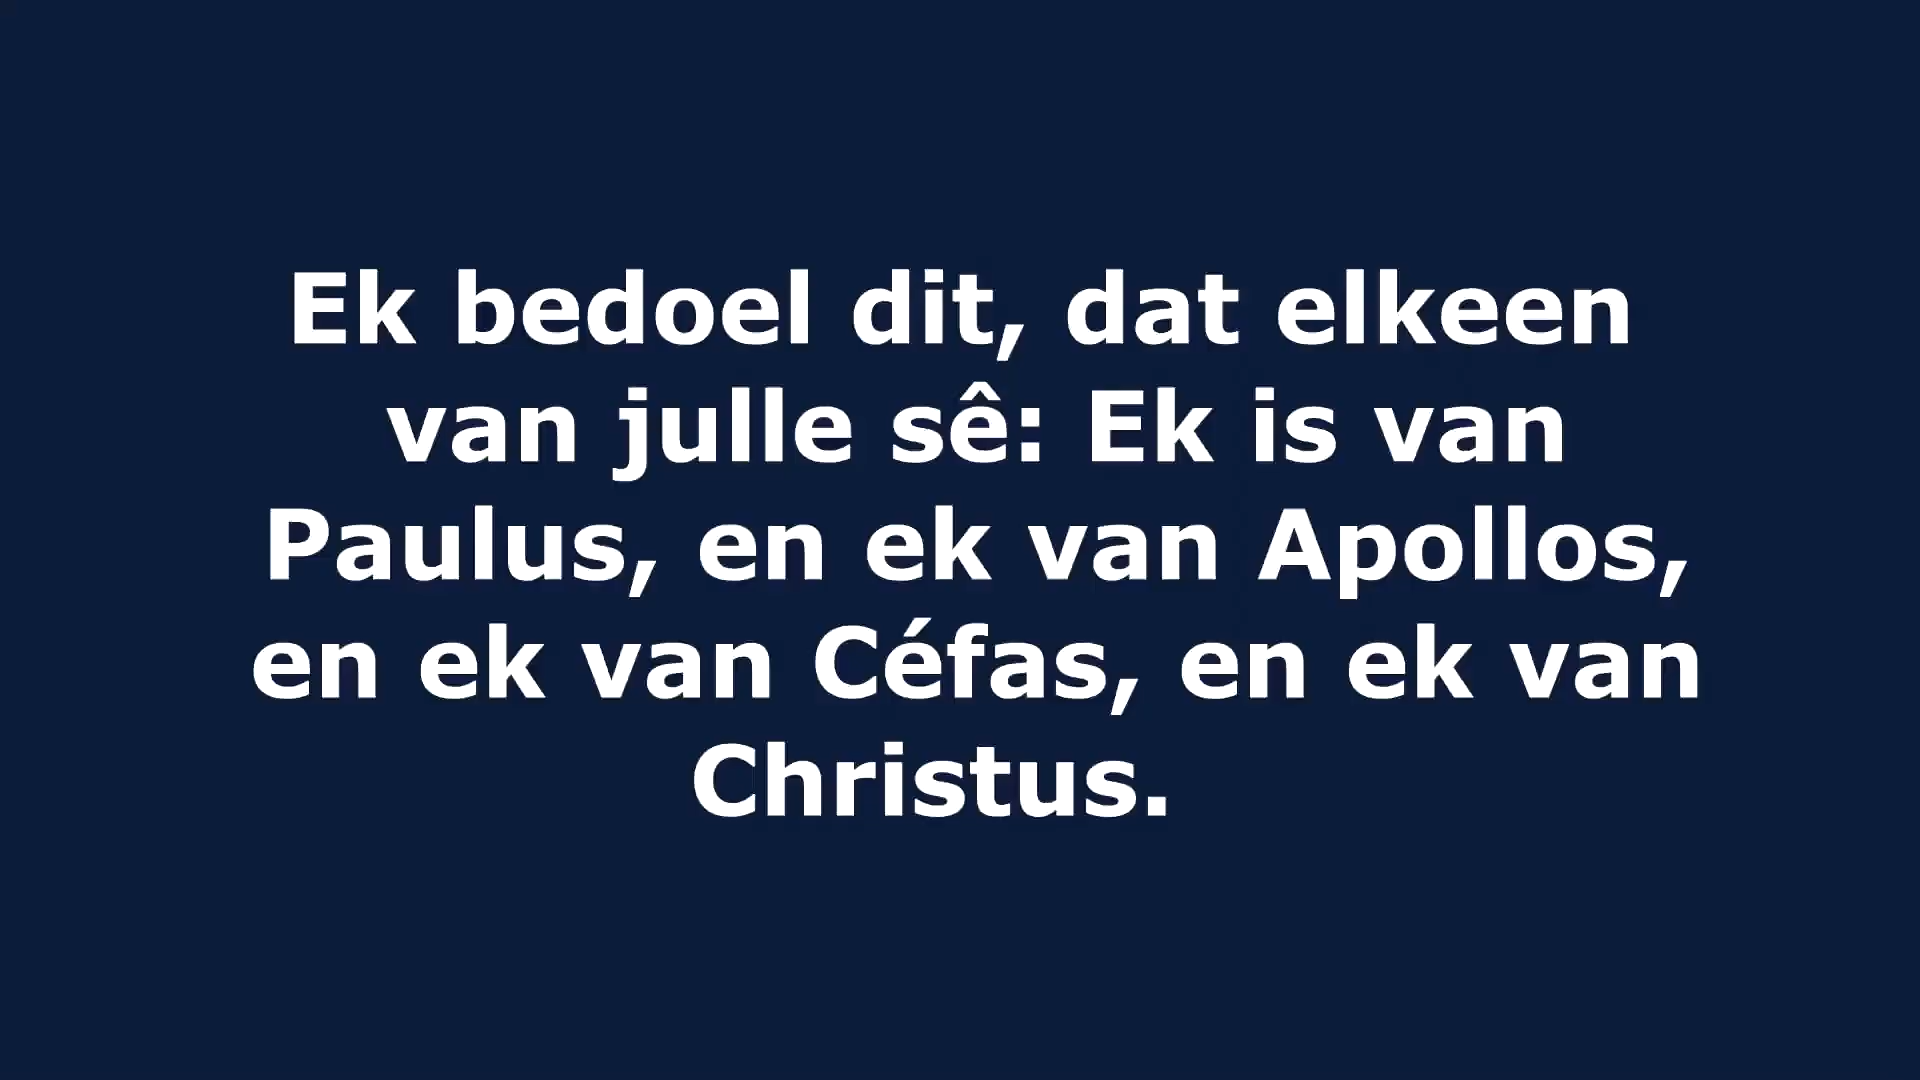 Ek bedoel dit, dat elkeen
van julle sê: Ek is van
Paulus, en ek van Apollos,
en ek van Céfas, en ek van
Christus.